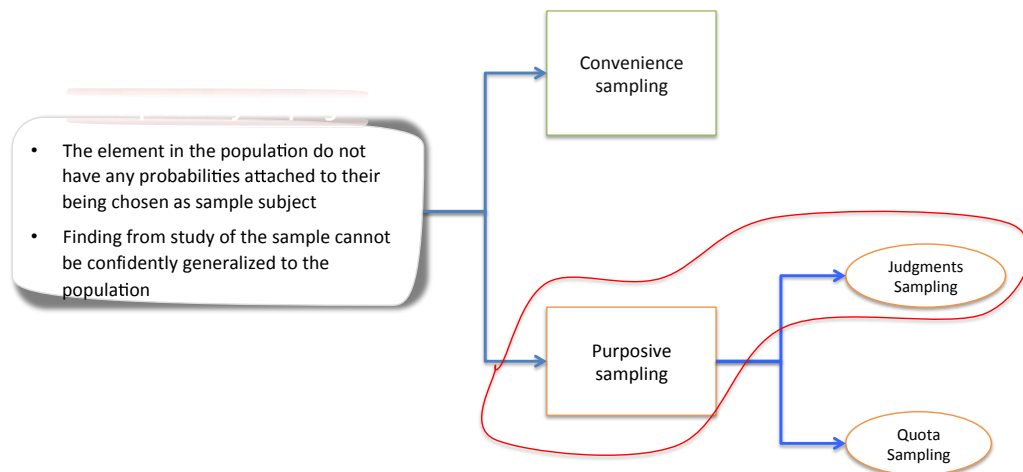 • The element in the population do not
have any probabilities attached to their
being chosen as sample subject
• Finding from study of the sample cannot
be confidently generalized to the
population
Convenience
sampling
Purposive
sampling
Judgments
Sampling
Quota
Sampling